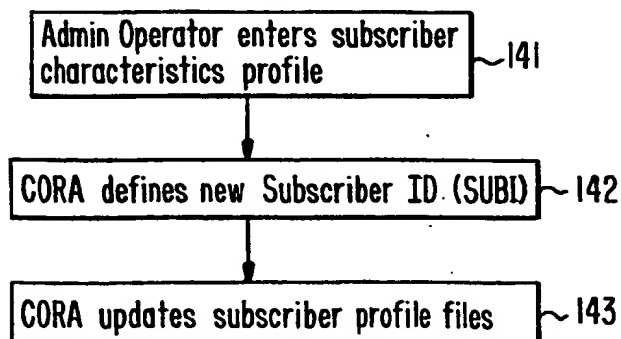 Admin Operator enters subscriber
characteristics profile
141
CORA defines new Subscriber ID (SUBI)
142
CORA updates subscriber profile files
143